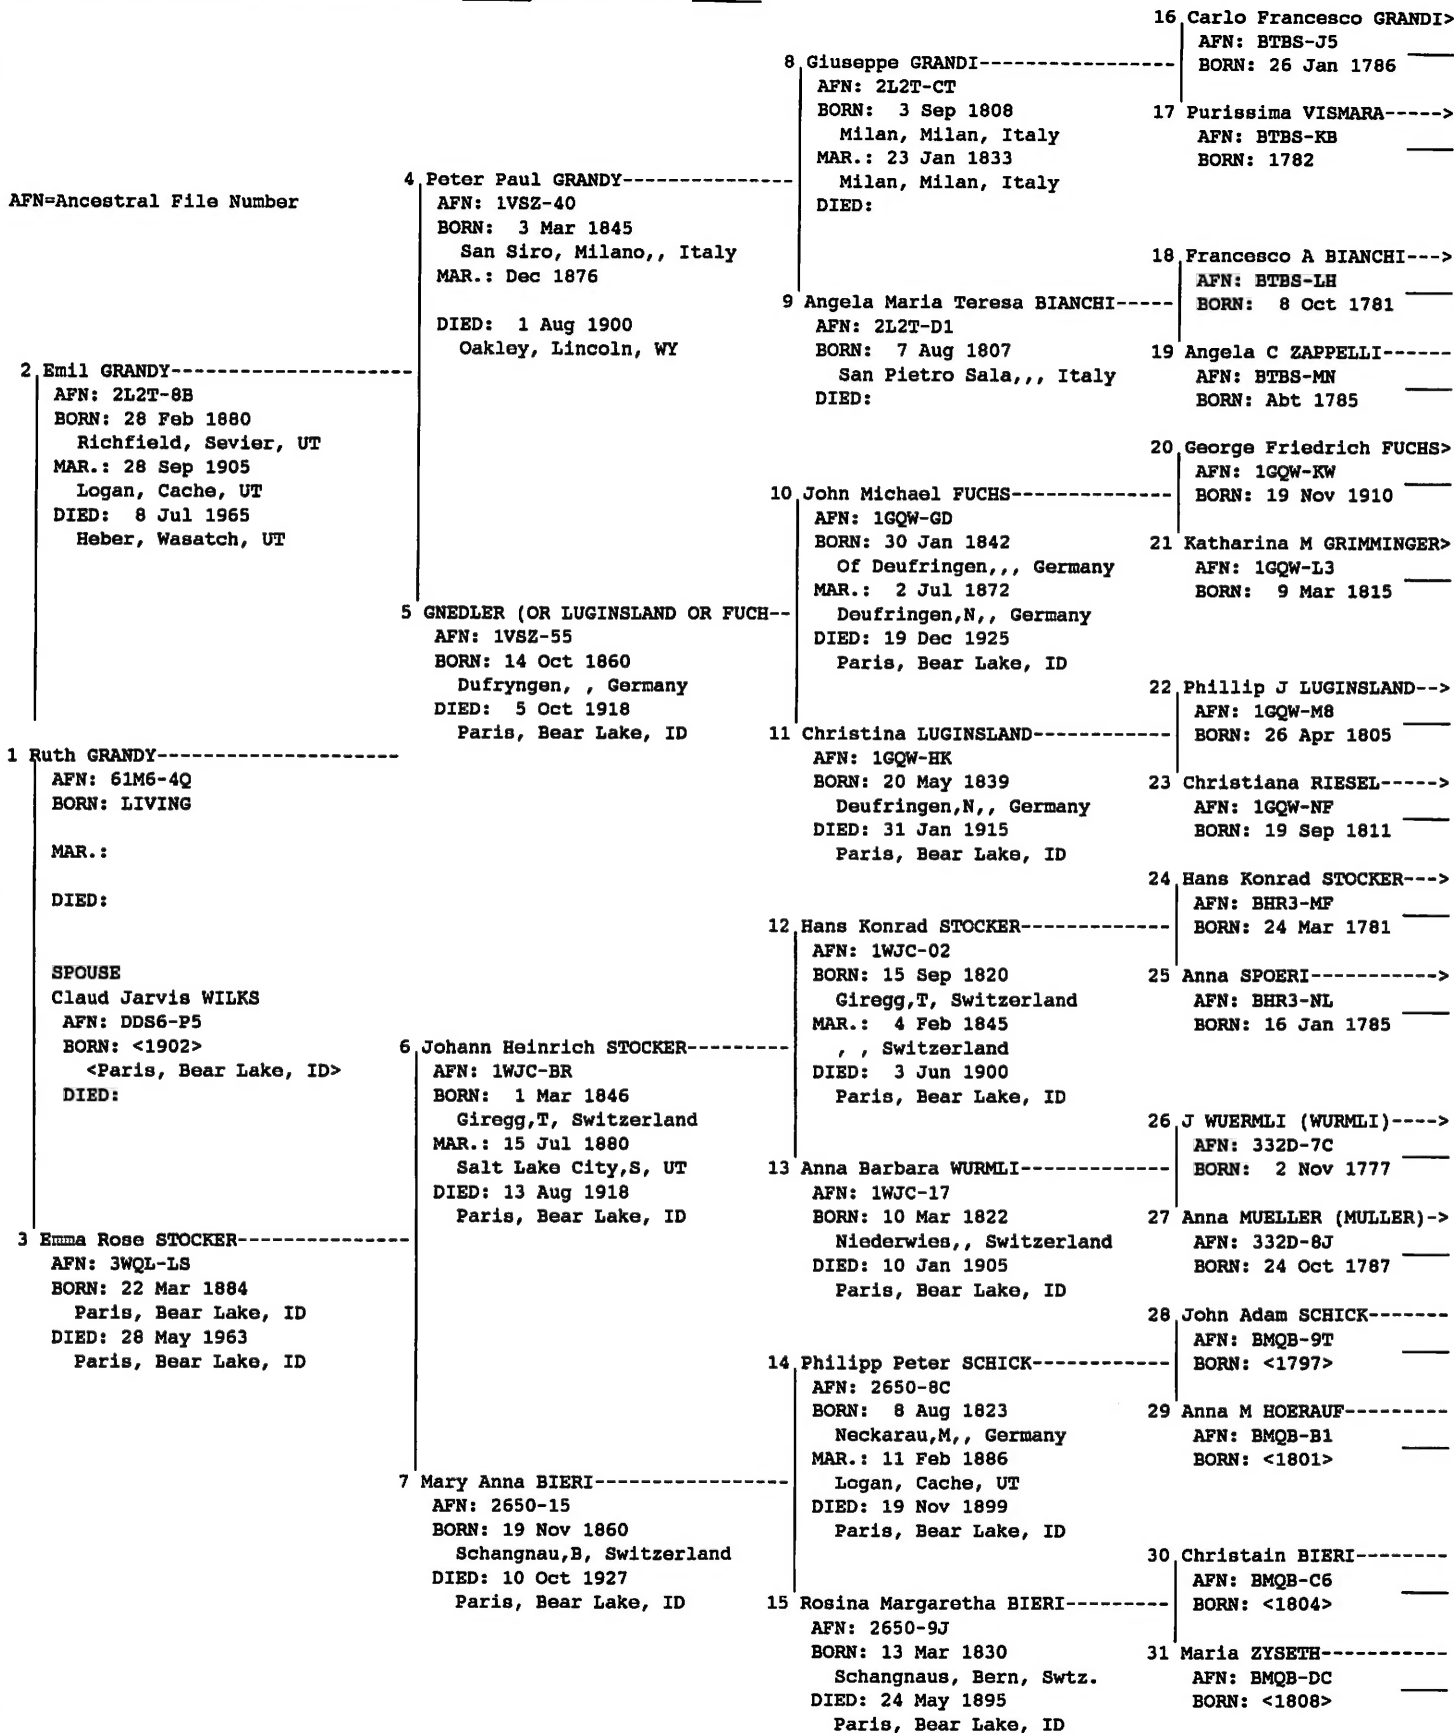 AFN=Ancestral File Number
1 Ruth GRANDY--------------------
AFN: 61M6-4Q
BORN: LIVING
MAR.:
DIED:
SPOUSE
Claud Jarvis WILKS
AFN: DDS6-P5
BORN: <1902>
<Paris, Bear Lake, ID>
DIED:
2 Emil GRANDY--------------------
AFN: 2L2T-8B
BORN: 28 Feb 1880
Richfield, Sevier, UT
MAR.: 28 Sep 1905
Logan, Cache, UT
DIED: 8 Jul 1965
Heber, Wasatch, UT
3 Emma Rose STOCKER--------------
AFN: 3WQL-LS
BORN: 22 Mar 1884
Paris, Bear Lake, ID
DIED: 28 May 1963
Paris, Bear Lake, ID
4 Peter Paul GRANDY--------------
AFN: 1VSZ-40
BORN: 3 Mar 1845
San Siro, Milano,, Italy
MAR.: Dec 1876
DIED: 1 Aug 1900
Oakley, Lincoln, WY
5 GNEDLER (OR LUGINSLAND OR FUCH--
AFN: 1VSZ-55
BORN: 14 Oct 1860
Dufryngen, , Germany
DIED: 5 Oct 1918
Paris, Bear Lake, ID
6 Johann Heinrich STOCKER--------
AFN: 1WJC-BR
BORN: 1 Mar 1846
Giregg,T, Switzerland
MAR.: 15 Jul 1880
Salt Lake City,S, UT
DIED: 13 Aug 1918
Paris, Bear Lake, ID
7 Mary Anna BIERI----------------
AFN: 2650-15
BORN: 19 Nov 1860
Schangnau,B, Switzerland
DIED: 10 Oct 1927
Paris, Bear Lake, ID
8 Giuseppe GRANDI----------------
AFN: 2L2T-CT
BORN: 3 Sep 1808
Milan, Milan, Italy
MAR.: 23 Jan 1833
Milan, Milan, Italy
DIED:
9 Angela Maria Teresa BIANCHI-----
AFN: 2L2T-D1
BORN: 7 Aug 1807
San Pietro Sala,,, Italy
DIED:
10 John Michael FUCHS-------------
AFN: 1GQW-GD
BORN: 30 Jan 1842
Of Deufringen,,, Germany
MAR.: 2 Jul 1872
Deufringen,N,, Germany
DIED: 19 Dec 1925
Paris, Bear Lake, ID
11 Christina LUGINSLAND-----------
AFN: 1GQW-HK
BORN: 20 May 1839
Deufringen,N,, Germany
DIED: 31 Jan 1915
Paris, Bear Lake, ID
12 Hans Konrad STOCKER------------
AFN: 1WJC-02
BORN: 15 Sep 1820
Giregg,T, Switzerland
MAR.: 4 Feb 1845
, , Switzerland
DIED: 3 Jun 1900
Paris, Bear Lake, ID
13 Anna Barbara WURMLI------------
AFN: 1WJC-17
BORN: 10 Mar 1822
Niederwies,, Switzerland
DIED: 10 Jan 1905
Paris, Bear Lake, ID
14 Philipp Peter SCHICK-----------
AFN: 2650-8C
BORN: 8 Aug 1823
Neckarau,M,, Germany
MAR.: 11 Feb 1886
Logan, Cache, UT
DIED: 19 Nov 1899
Paris, Bear Lake, ID
15 Rosina Margaretha BIERI--------
AFN: 2650-9J
BORN: 13 Mar 1830
Schangnaus, Bern, Swtz.
DIED: 24 May 1895
Paris, Bear Lake, ID
16 Carlo Francesco GRANDI>
AFN: BTBS-J5
BORN: 26 Jan 1786
17 Purissima VISMARA----->
AFN: BTBS-KB
BORN: 1782
18 Francesco A BIANCHI--->
AFN: BTBS-LH
BORN: 8 Oct 1781
19 Angela C ZAPPELLI------
AFN: BTBS-MN
BORN: Abt 1785
20 George Friedrich FUCHS>
AFN: 1GQW-KW
BORN: 19 Nov 1910
21 Katharina M GRIMMINGER>
AFN: 1GQW-L3
BORN: 9 Mar 1815
22 Phillip J LUGINSLAND-->
AFN: 1GQW-M8
BORN: 26 Apr 1805
23 Christiana RIESEL----->
AFN: 1GQW-NF
BORN: 19 Sep 1811
24 Hans Konrad STOCKER--->
AFN: BHR3-MF
BORN: 24 Mar 1781
25 Anna SPOERI----------->
AFN: BHR3-NL
BORN: 16 Jan 1785
26 J WUERMLI (WURMLI)---->
AFN: 332D-7C
BORN: 2 Nov 1777
27 Anna MUELLER (MULLER)->
AFN: 332D-8J
BORN: 24 Oct 1787
28 John Adam SCHICK-------
AFN: BMQB-9T
BORN: <1797>
29 Anna M HOERAUF---------
AFN: BMQB-B1
BORN: <1801>
30 Christain BIERI--------
AFN: BMQB-C6
BORN: <1804>
31 Maria ZYSETH-----------
AFN: BMQB-DC
BORN: <1808>